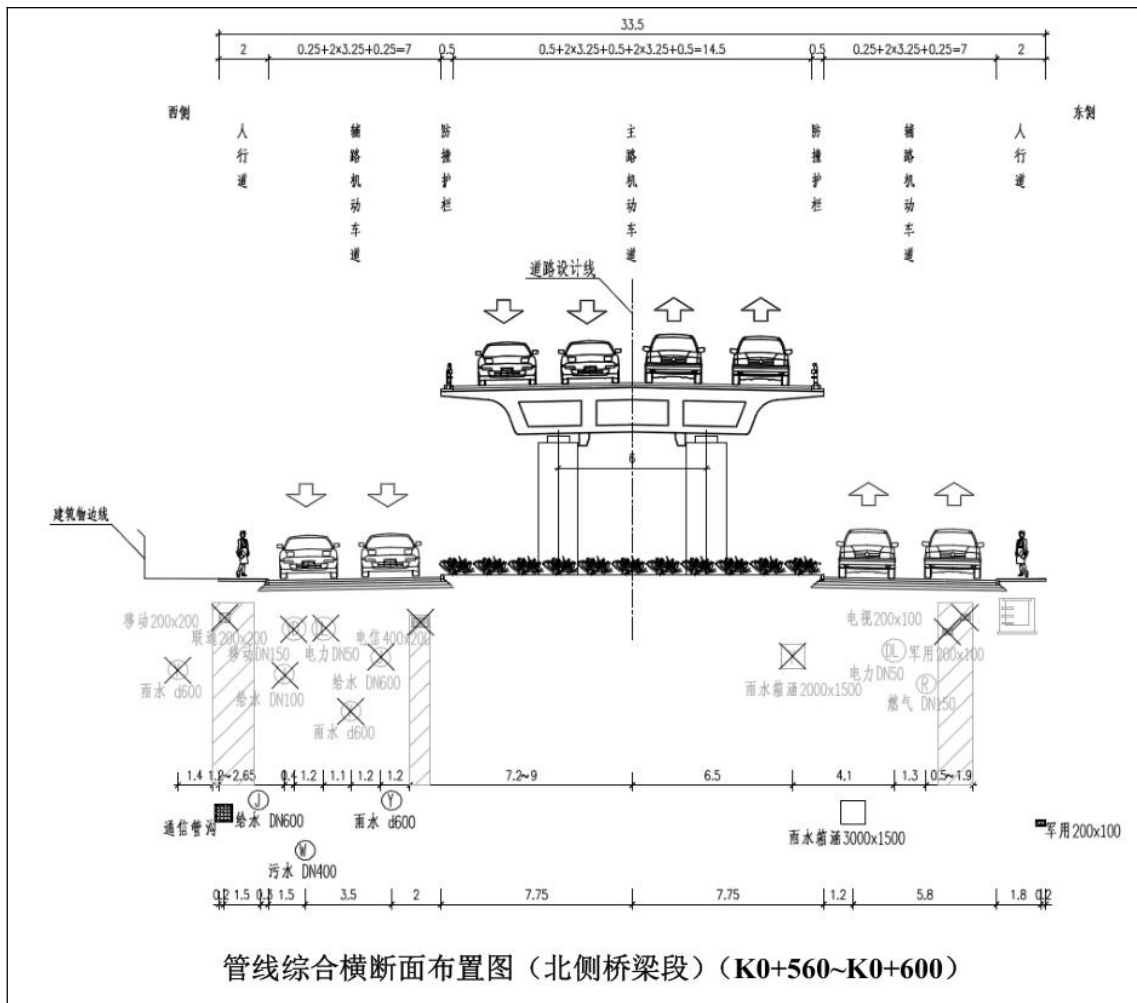 33.5
2 0.25+2x3.25+0.25=7 0.5 0.5+2x3.25+0.5+2x3.25+0.5=14.5 0.5 0.25+2x3.25+0.25=7 2
西侧
东侧
人行道
辅路机动车道
防撞护栏
主路机动车道
防撞护栏
辅路机动车道
人行道
道路设计线
6
建筑物边线
移动200x200
联通200x200
移动DN150
电力DN50
电信400x200
雨水 d600
给水 DN100
给水 DN600
雨水 d600
电视200x100
DL
军用200x100
电力DN50
雨水箱涵2000x1500
R
燃气 DN150
1.4 1.2~2.65 0.4 1.2 1.1 1.2 1.2 7.2~9 6.5 4.1 1.3 0.5~1.9
通信管沟
J
给水 DN600
Y
雨水 d600
W
污水 DN400
雨水箱涵3000x1500
军用200x100
0.2 1.5 0.3 1.5 3.5 2 7.75 7.75 1.2 5.8 1.8 0.2
管线综合横断面布置图（北侧桥梁段）（K0+560~K0+600）